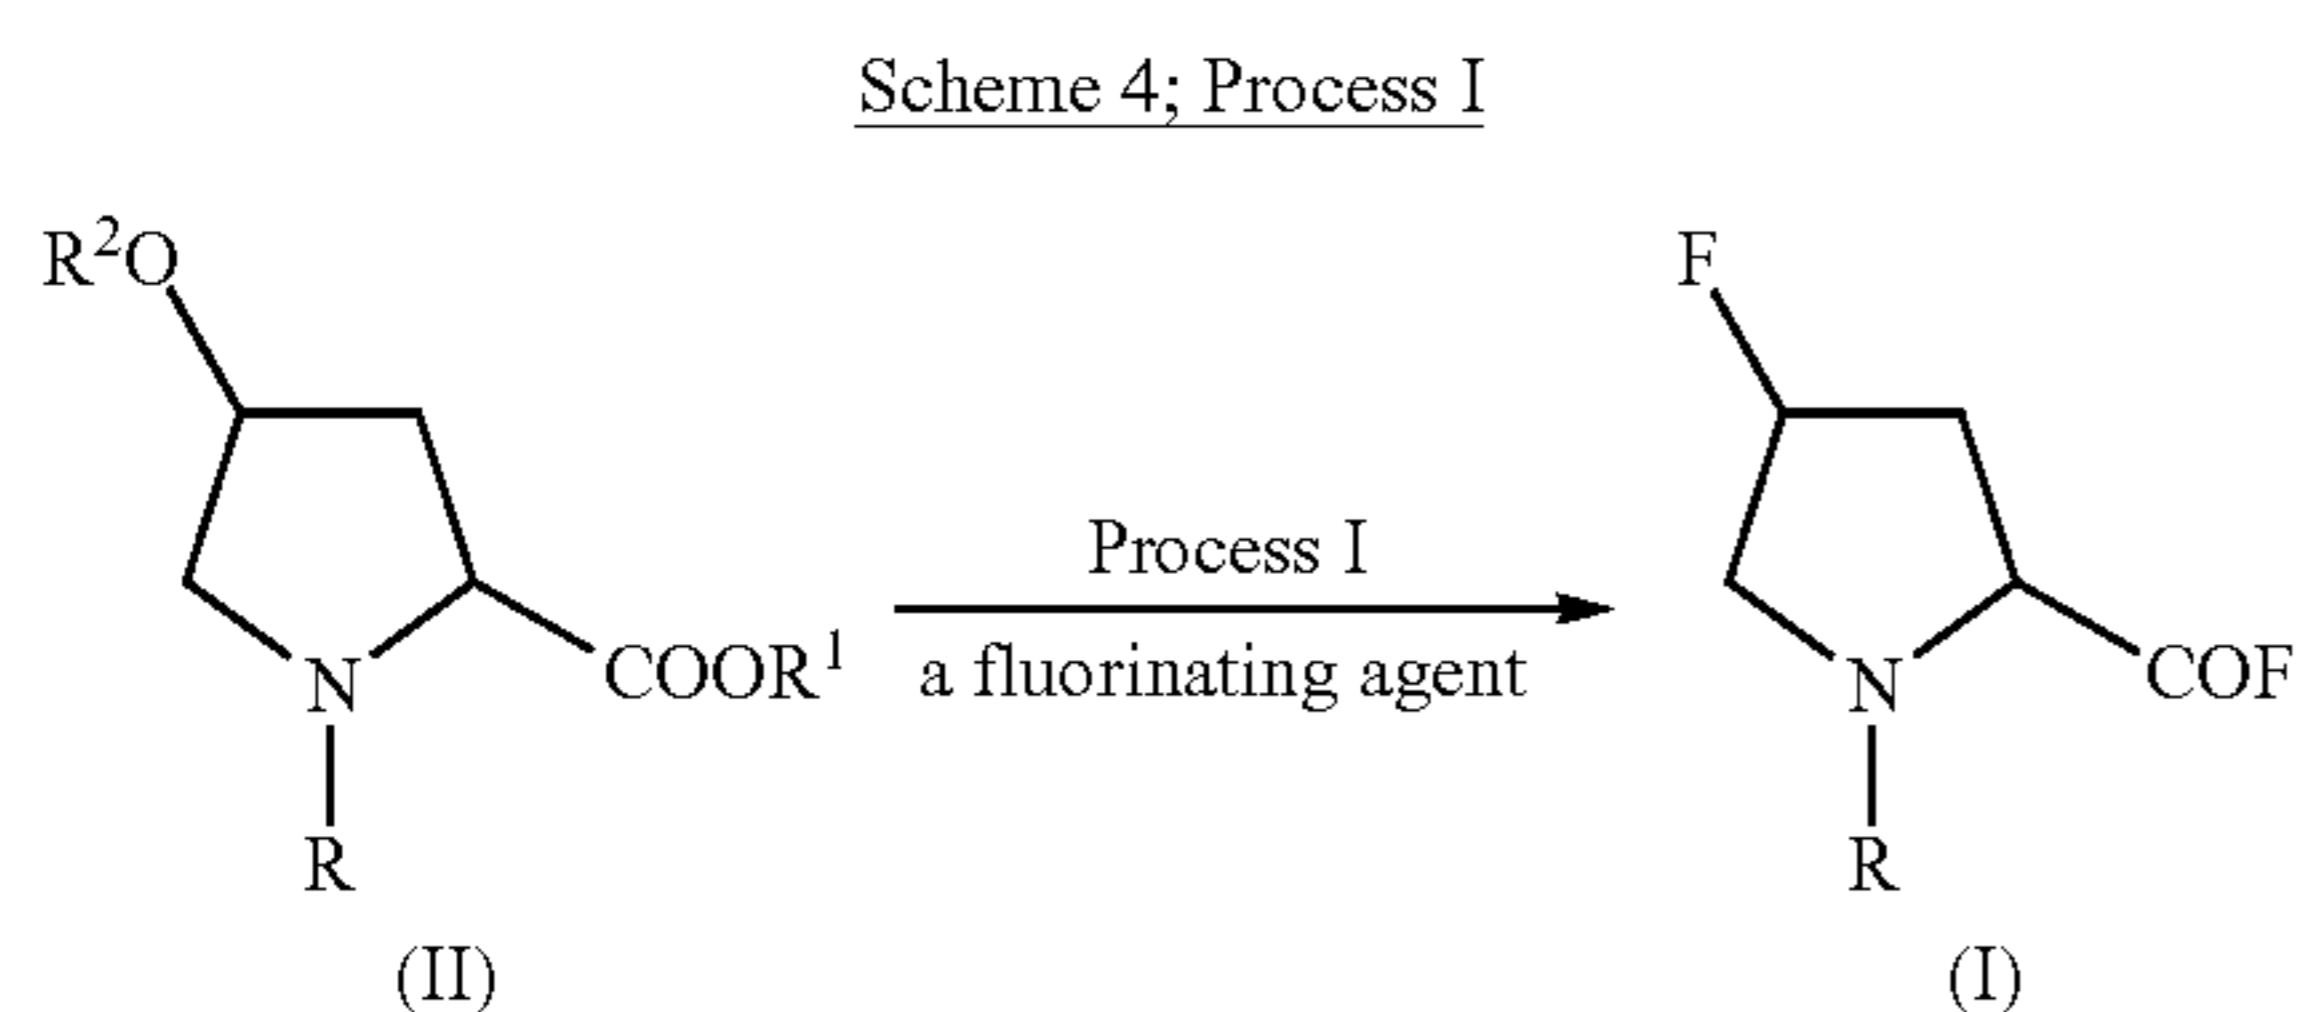 Scheme 4; Process I
R²O
F
Process I
COOR¹
a fluorinating agent
COF
N
N
R
R
(II)
(I)